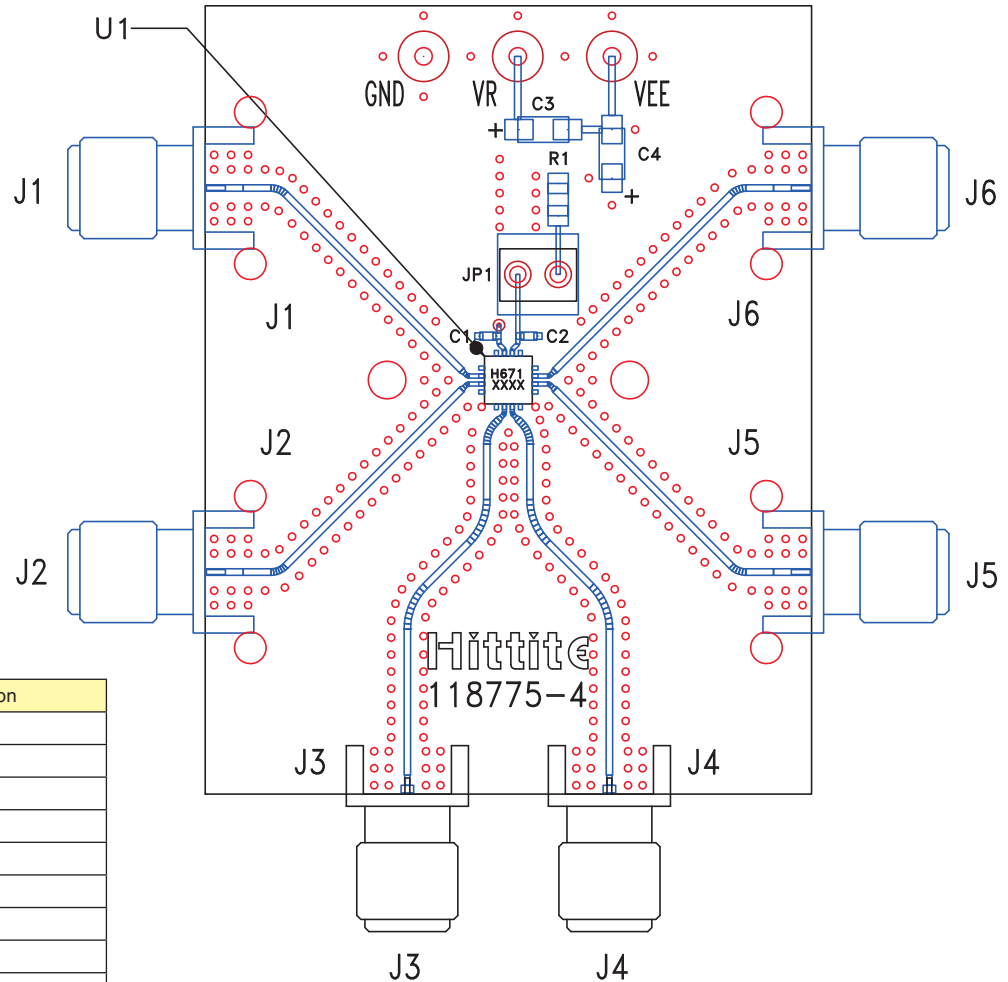 U1
GND
VR
VEE
C3
+
C4
R1
+
J1
J6
JP1
J1
J6
C1
C2
H671
XXXX
J2
J5
J2
J5
Hittite
118775-4
on
J3
J4
J3
J4